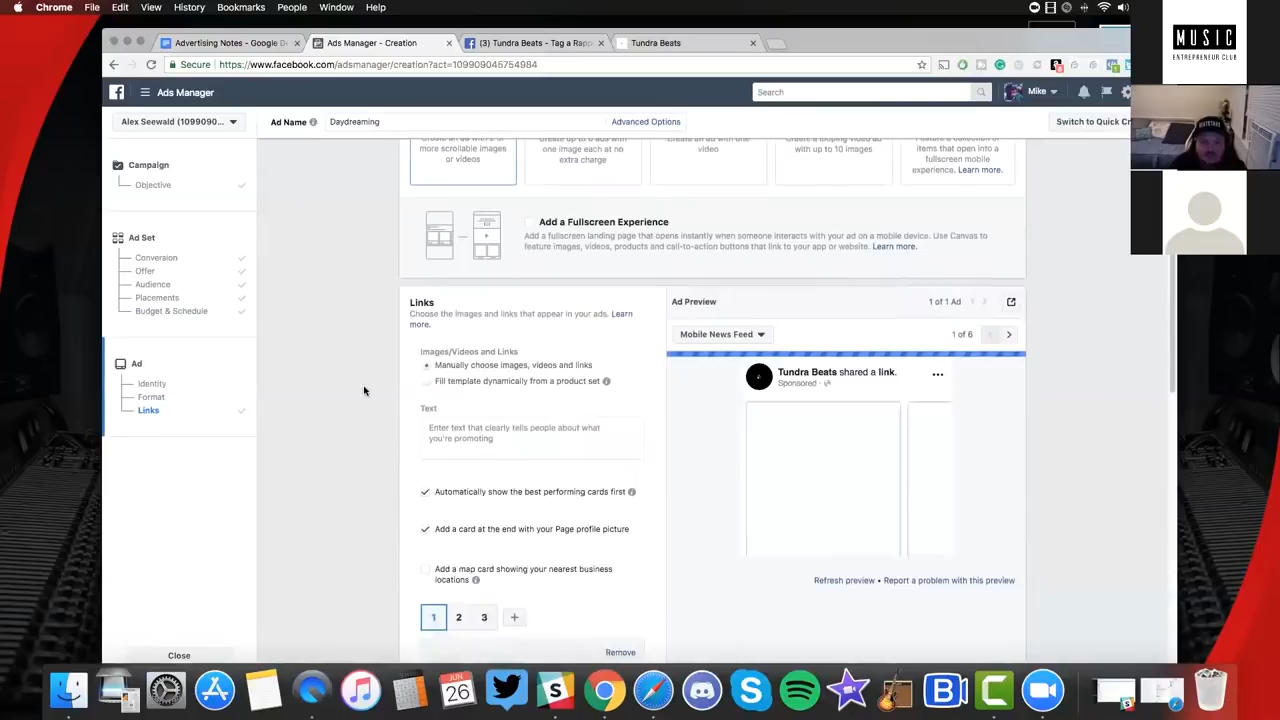 Chrome File Edit View History Bookmarks People Window Help
Advertising Notes - Google D
Ads Manager - Creation
(3) Tundra Beats - Tag a Rapp
Tundra Beats
Secure
https://www.facebook.com/adsmanager/creation?act=109909045754984
Ads Manager
Search
Mike
Alex Seewald (1099090...
Ad Name
Daydreaming
Advanced Options
Switch to Quick Cr
MUSIC
ENTREPRENEUR CLUB
Campaign
Objective
Ad Set
Conversion
Offer
Audience
Placements
Budget & Schedule
Ad
Identity
Format
Links
Close
more scrollable images
or videos
one image each at no
extra charge
video
video with up to 10 images
items that open into a
fullscreen mobile
experience. Learn more.
Add a Fullscreen Experience
Add a fullscreen landing page that opens instantly when someone interacts with your ad on a mobile device. Use Canvas to
feature images, videos, products and call-to-action buttons that link to your app or website. Learn more.
Links
Choose the images and links that appear in your ads. Learn
more.
Images/Videos and Links
Manually choose images, videos and links
Fill template dynamically from a product set
Text
Enter text that clearly tells people about what
you're promoting
Automatically show the best performing cards first
Add a card at the end with your Page profile picture
Add a map card showing your nearest business
locations
1 2 3 +
Remove
Ad Preview
1 of 1 Ad
Mobile News Feed
1 of 6
Tundra Beats shared a link.
Sponsored ·
Refresh preview • Report a problem with this preview
JUN
26